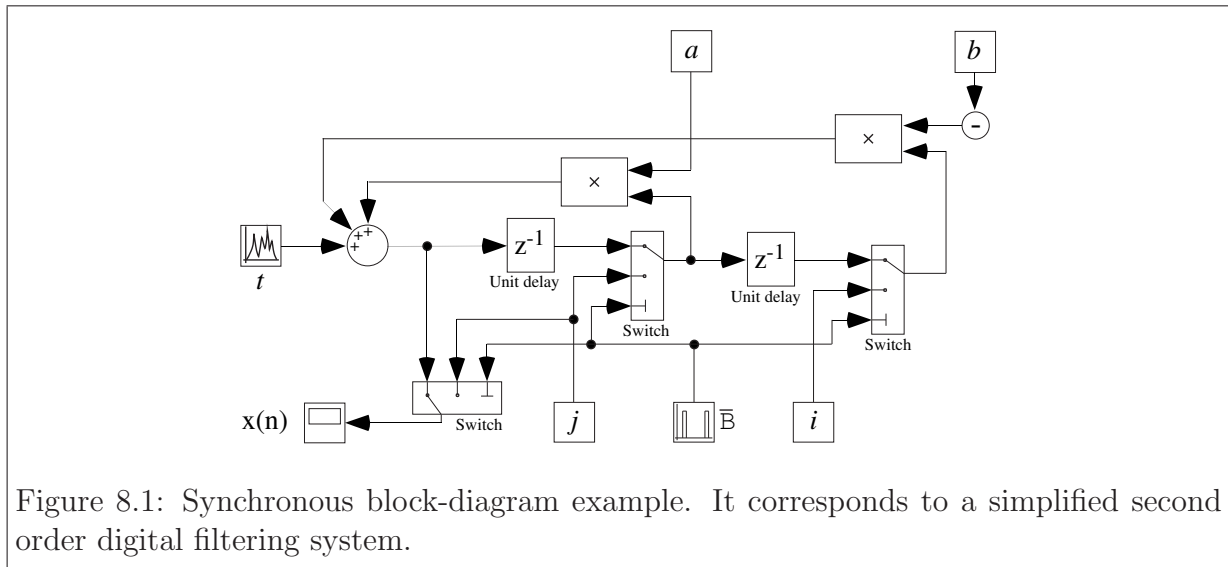 a
b
-
×
×
+
+
+
z-1
Unit delay
z-1
Unit delay
t
Switch
Switch
x(n)
Switch
j
B
i
Figure 8.1: Synchronous block-diagram example. It corresponds to a simplified second
order digital filtering system.